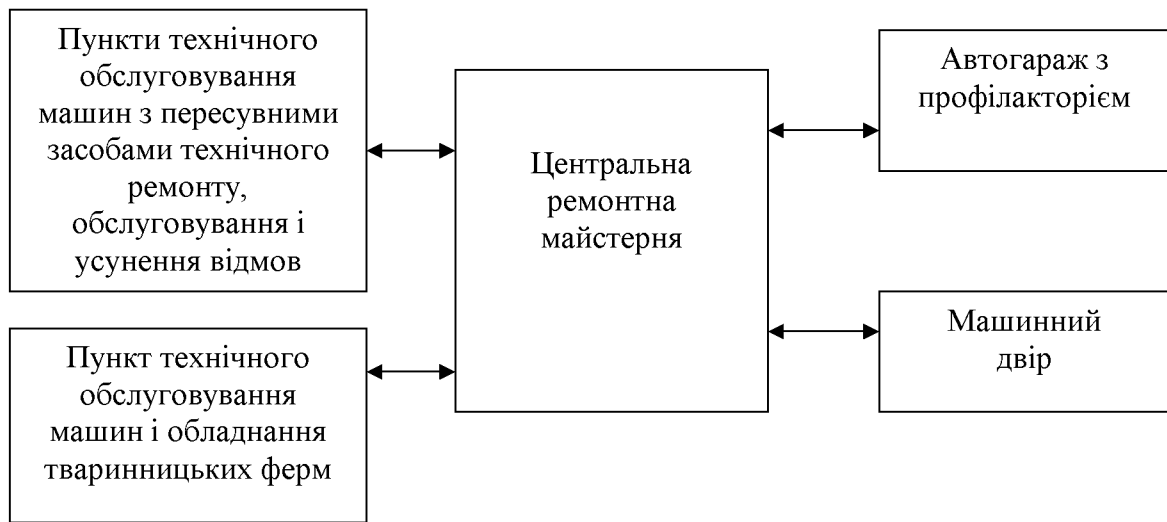 Пункти технічного
обслуговування
машин з пересувними
засобами технічного
ремонту,
обслуговування і
усунення відмов
Пункт технічного
обслуговування
машин і обладнання
тваринницьких ферм
Центральна
ремонтна
майстерня
Автогараж з
профілакторієм
Машинний
двір